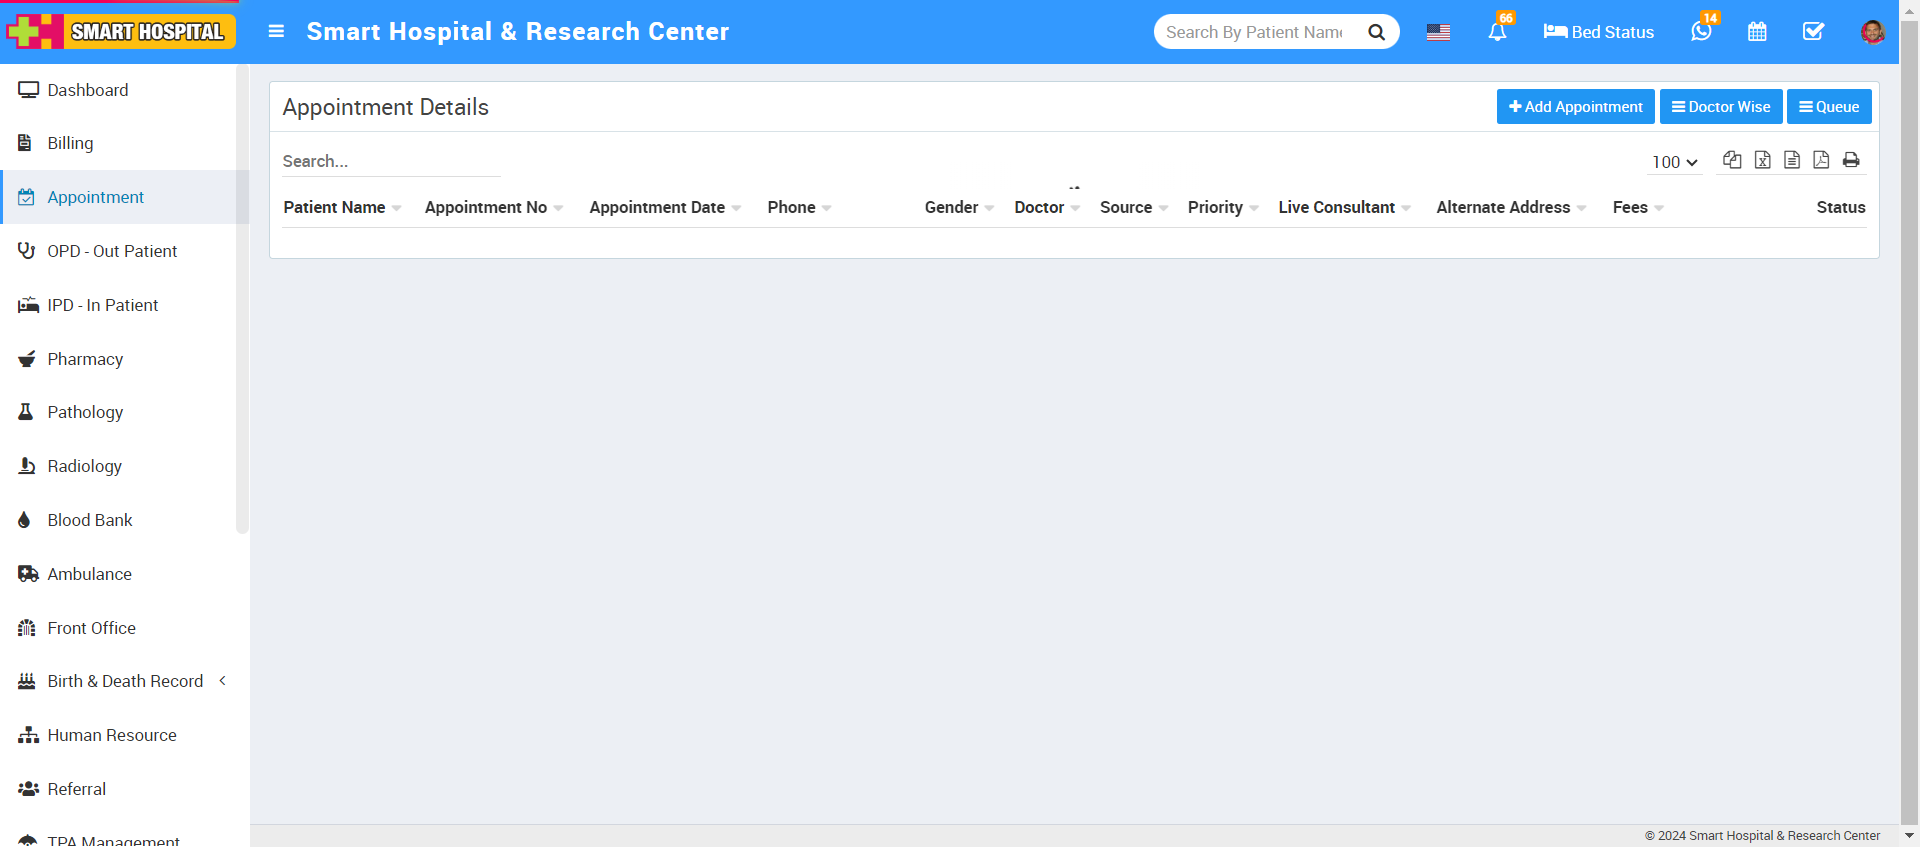 SMART HOSPITAL
Smart Hospital & Research Center
Search By Patient Name
66
Bed Status
14
Dashboard
Billing
Appointment
OPD - Out Patient
IPD - In Patient
Pharmacy
Pathology
Radiology
Blood Bank
Ambulance
Front Office
Birth & Death Record
Human Resource
Referral
TPA Management
Appointment Details
Add Appointment
Doctor Wise
Queue
Search...
100
Patient Name
Appointment No
Appointment Date
Phone
Gender
Doctor
Source
Priority
Live Consultant
Alternate Address
Fees
Status
© 2024 Smart Hospital & Research Center